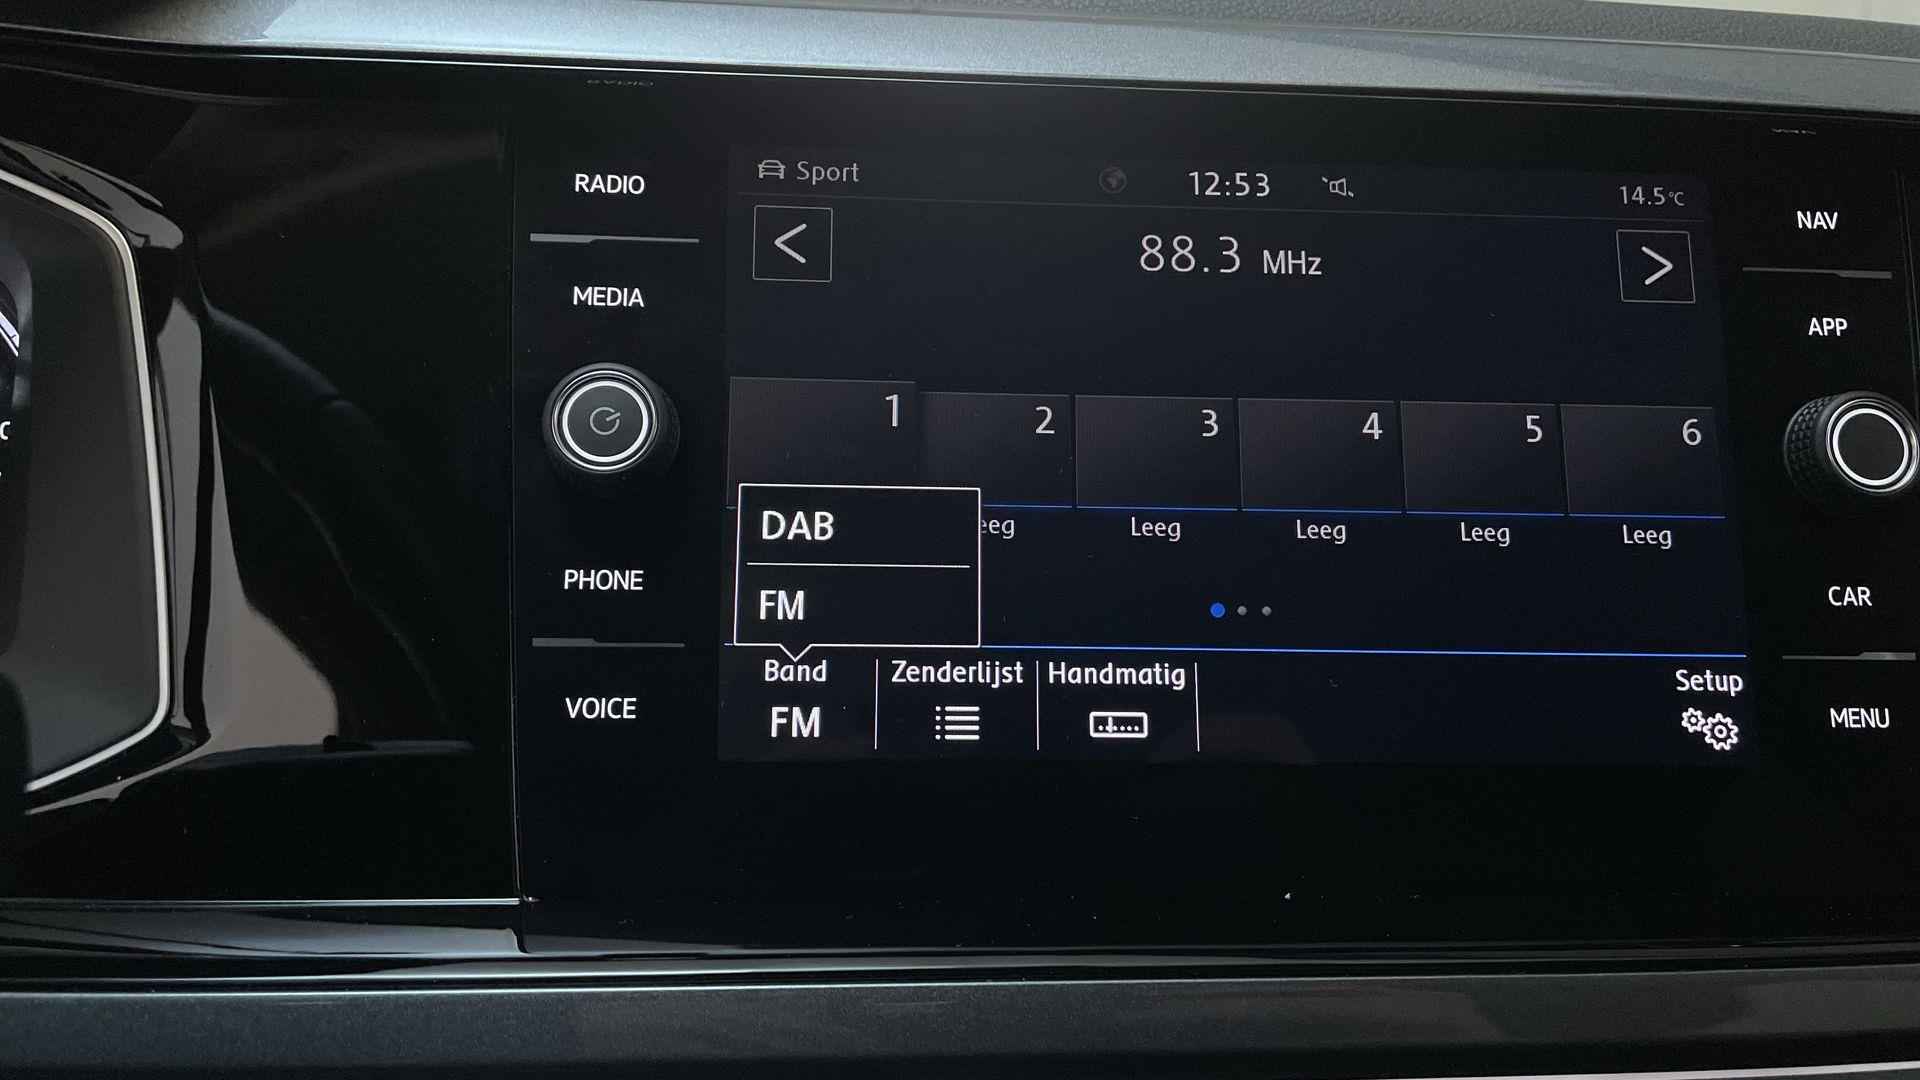 RADIO
MEDIA
PHONE
VOICE
Sport
12:53
14.5°C
<
88.3 MHz
>
1 2 3 4 5 6
eeg Leeg Leeg Leeg Leeg
DAB
FM
Band Zenderlijst Handmatig Setup
FM
NAV
APP
CAR
MENU